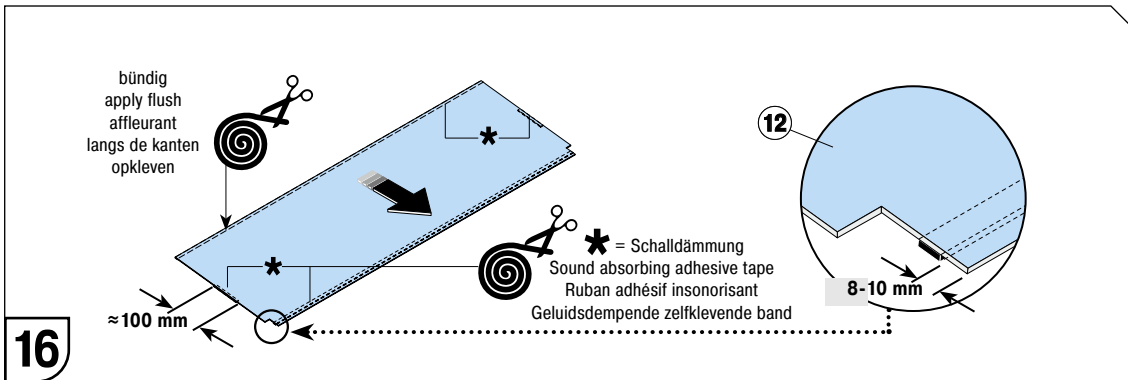 bündig
apply flush
affleurant
langs de kanten
opkleven
*
12
*
* = Schalldämmung
Sound absorbing adhesive tape
Ruban adhésif insonorisant
Geluidsdempende zelfklevende band
8-10 mm
≈100 mm
16